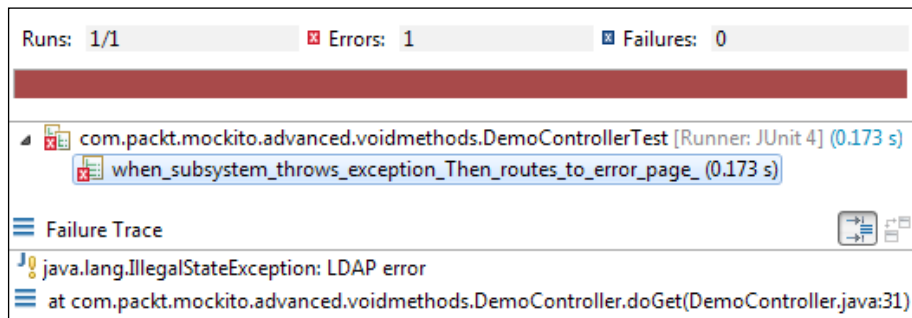 Runs: 1/1 Errors: 1 Failures: 0
com.packt.mockito.advanced.voidmethods.DemoControllerTest [Runner: JUnit 4] (0.173 s)
when_subsystem_throws_exception_Then_routes_to_error_page_ (0.173 s)
Failure Trace
java.lang.IllegalStateException: LDAP error
at com.packt.mockito.advanced.voidmethods.DemoController.doGet(DemoController.java:31)